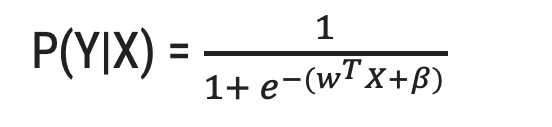 P(Y|X) = 1
1+ e^−(w^T X+β)